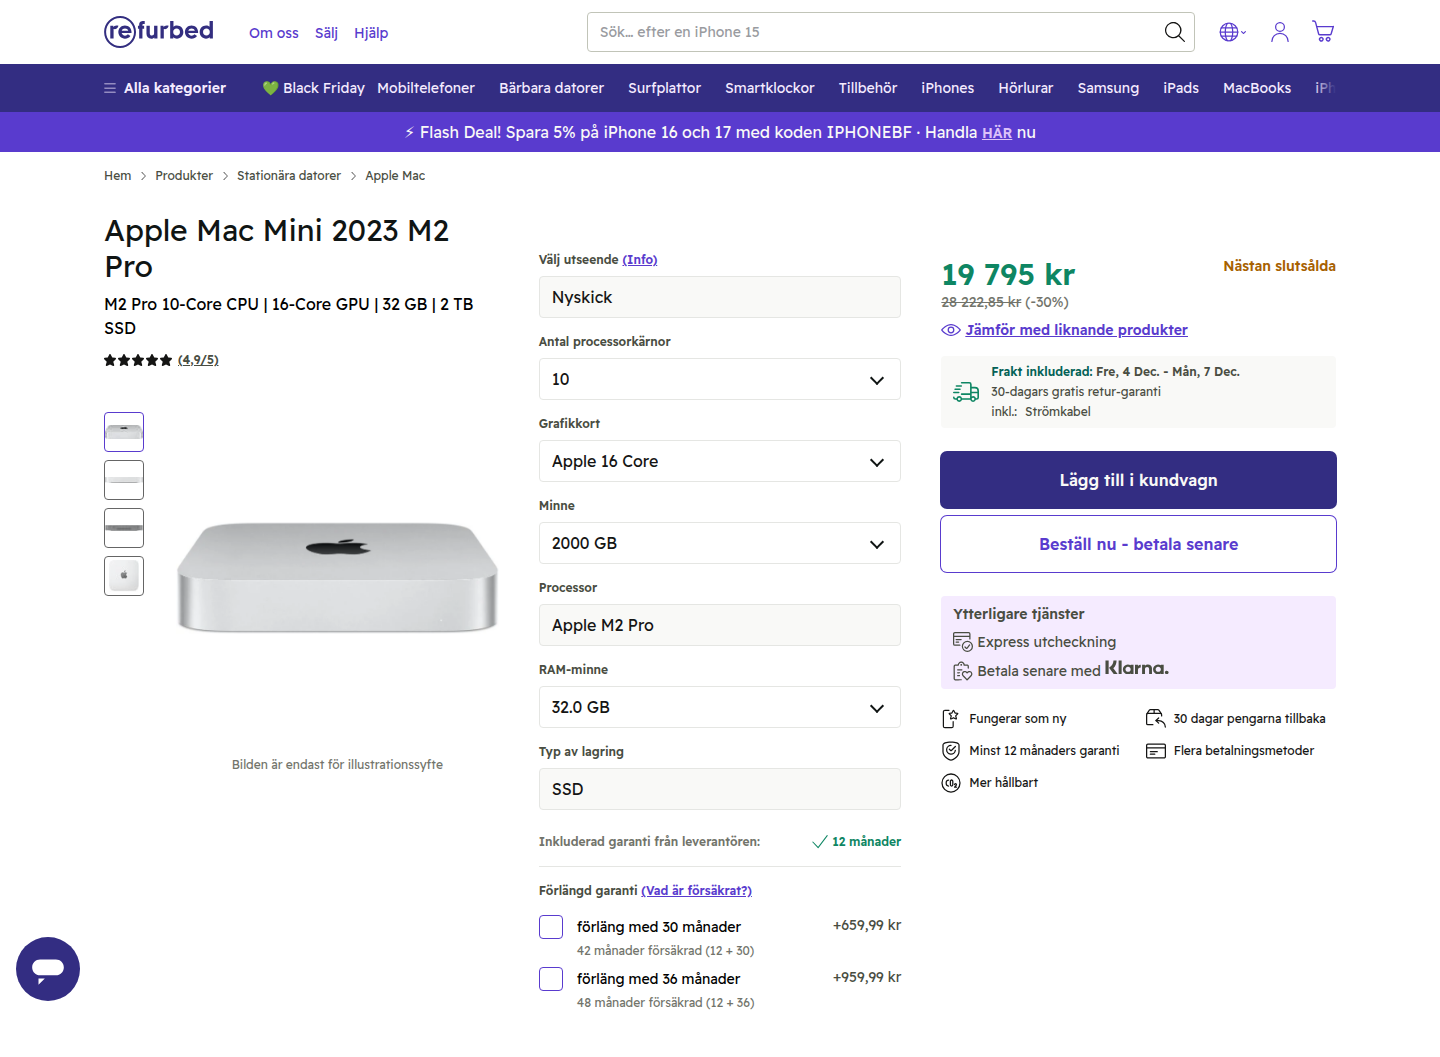 refurbed
Om oss Sälj Hjälp
Sök... efter en iPhone 15
Alla kategorier
💚 Black Friday Mobiltelefoner Bärbara datorer Surfplattor Smartklockor Tillbehör iPhones Hörlurar Samsung iPads MacBooks iPh
⚡ Flash Deal! Spara 5% på iPhone 16 och 17 med koden IPHONEBF · Handla HÄR nu
Hem > Produkter > Stationära datorer > Apple Mac
Apple Mac Mini 2023 M2
Pro
M2 Pro 10-Core CPU | 16-Core GPU | 32 GB | 2 TB
SSD
(4,9/5)
Bilden är endast för illustrationssyfte
Välj utseende (Info)
Nyskick
Antal processorkärnor
10
Grafikkort
Apple 16 Core
Minne
2000 GB
Processor
Apple M2 Pro
RAM-minne
32.0 GB
Typ av lagring
SSD
Inkluderad garanti från leverantören: 12 månader
Förlängd garanti (Vad är försäkrat?)
förläng med 30 månader +659,99 kr
42 månader försäkrad (12 + 30)
förläng med 36 månader +959,99 kr
48 månader försäkrad (12 + 36)
19 795 kr
Nästan slutsålda
28 222,85 kr (-30%)
Jämför med liknande produkter
Frakt inkluderad: Fre, 4 Dec. - Mån, 7 Dec.
30-dagars gratis retur-garanti
inkl.: Strömkabel
Lägg till i kundvagn
Beställ nu - betala senare
Ytterligare tjänster
Express utcheckning
Betala senare med Klarna.
Fungerar som ny
30 dagar pengarna tillbaka
Minst 12 månaders garanti
Flera betalningsmetoder
Mer hållbart